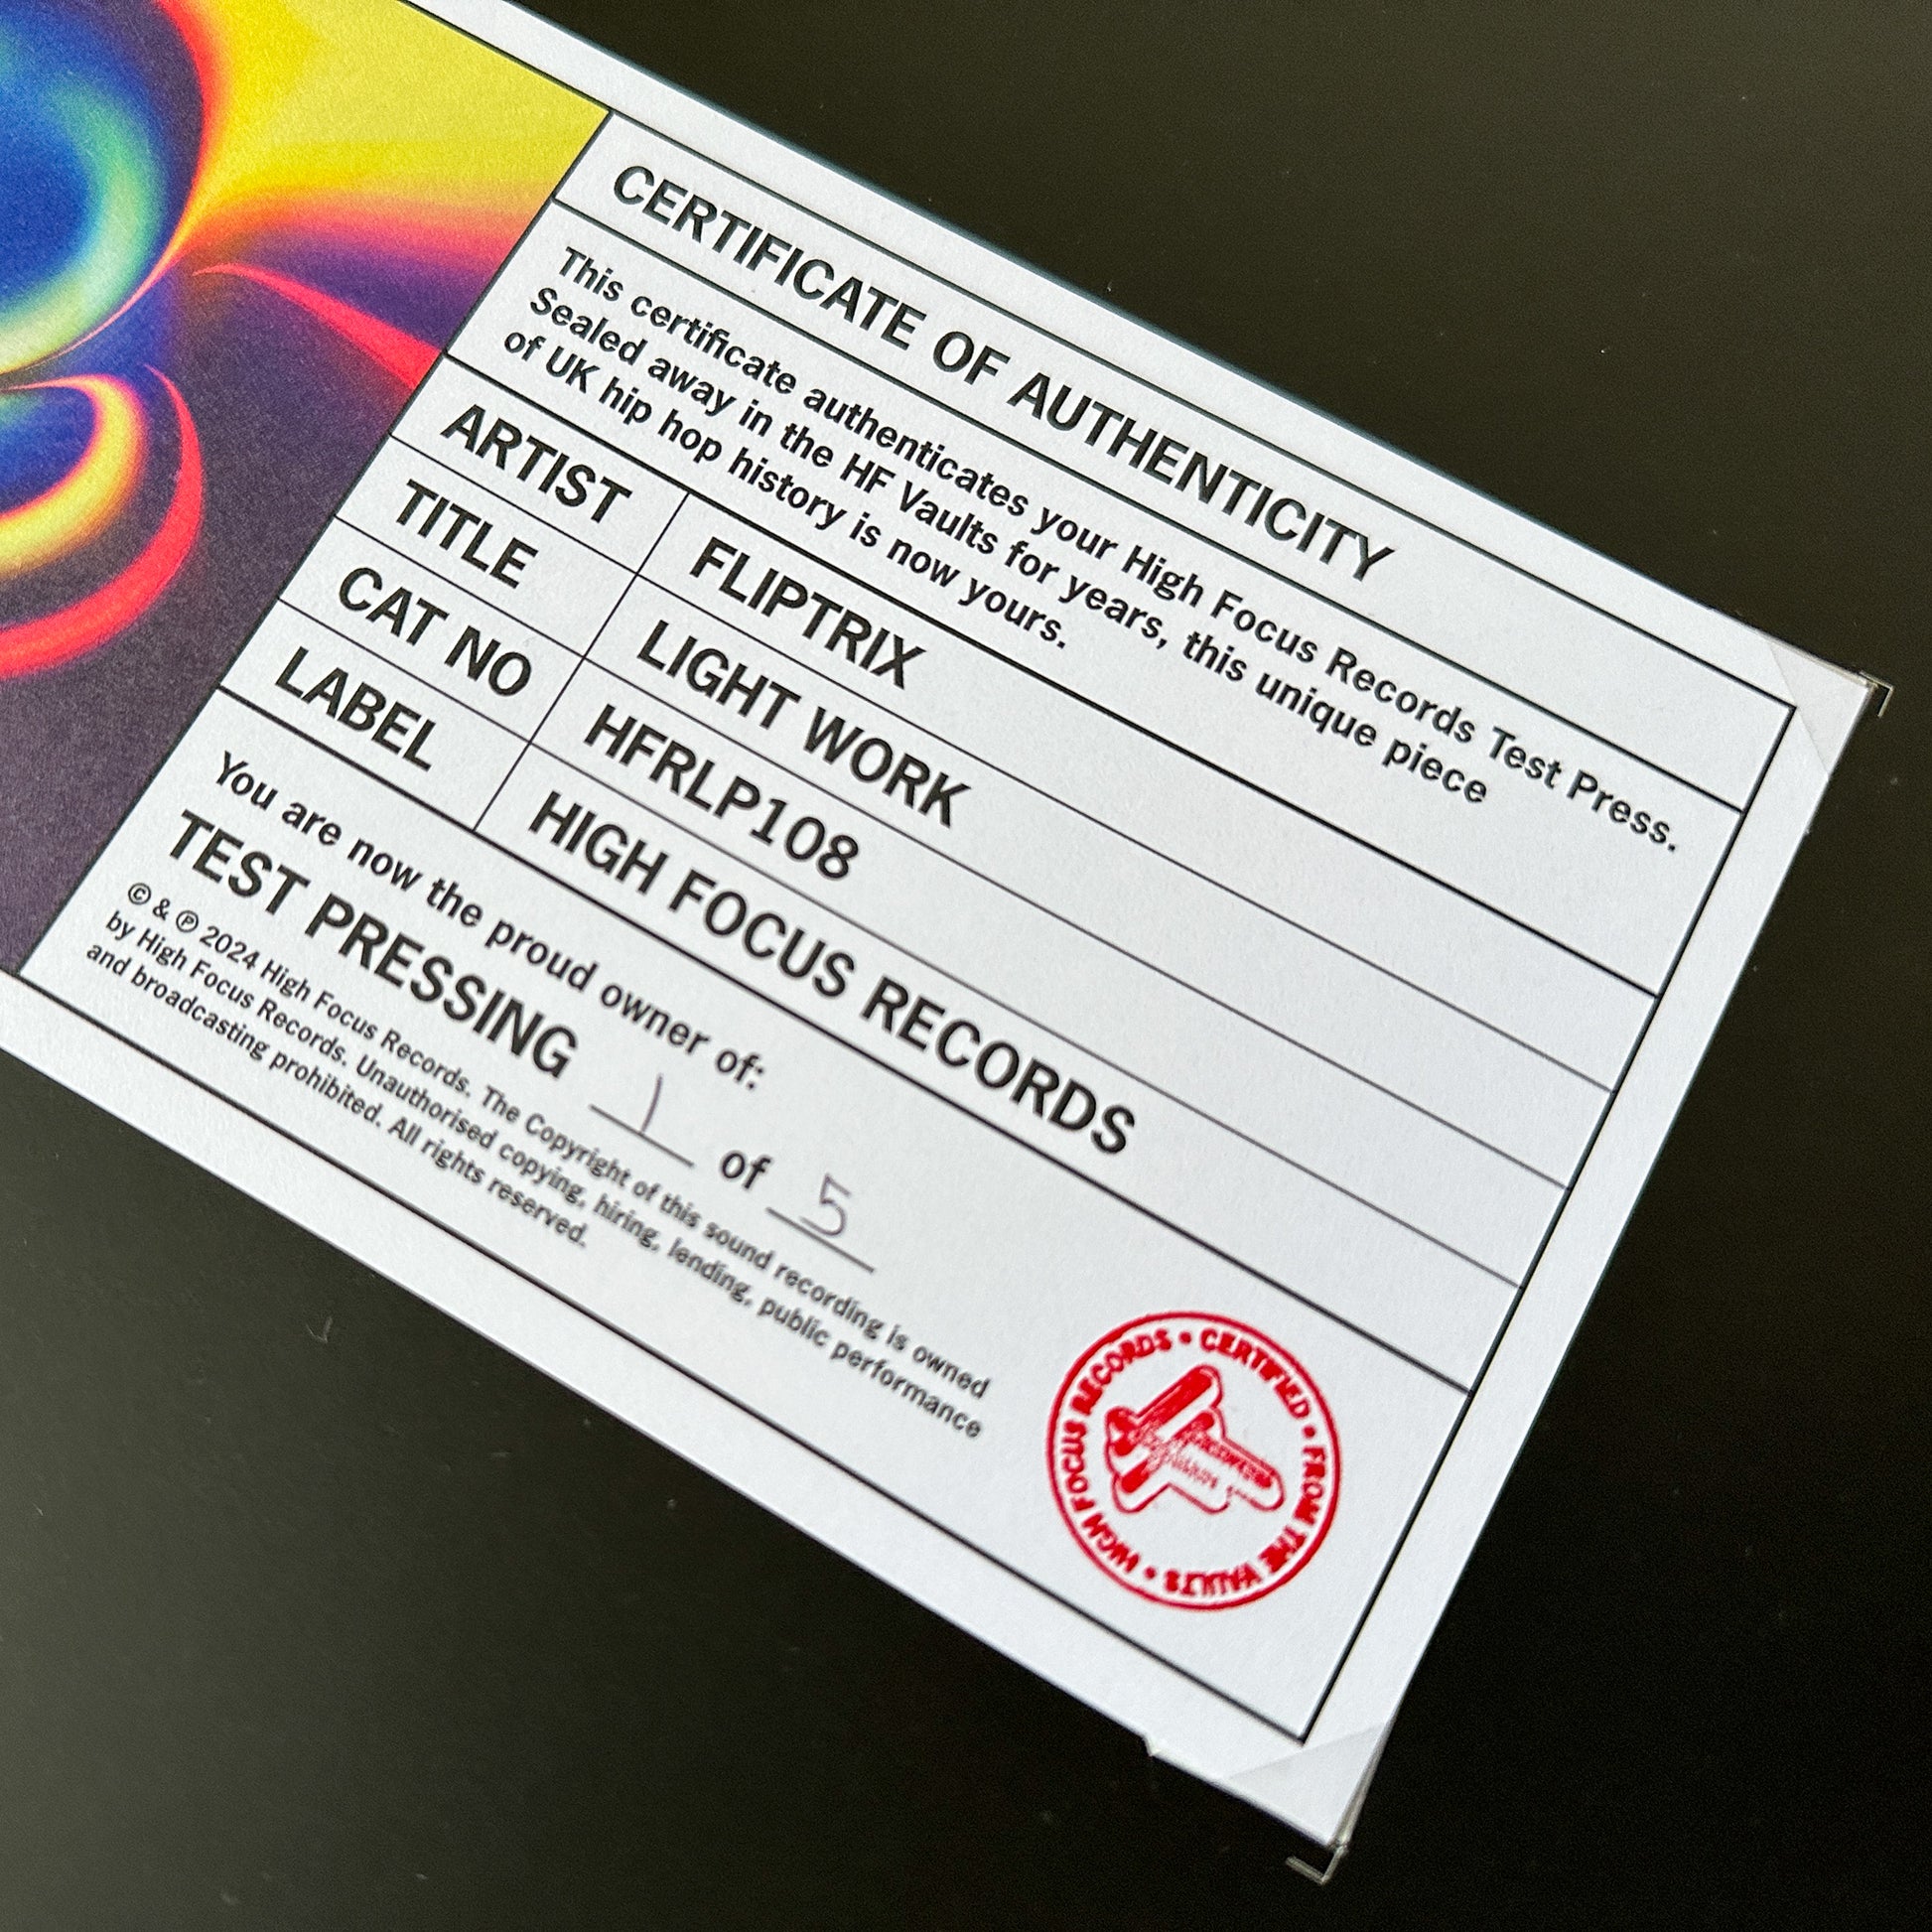 CERTIFICATE OF AUTHENTICITY
This certificate authenticates your High Focus Records Test Press.
Sealed away in the HF Vaults for years, this unique piece
of UK hip hop history is now yours.
ARTIST FLIPTRIX
TITLE LIGHT WORK
CAT NO HFRLP108
LABEL HIGH FOCUS RECORDS
You are now the proud owner of:
TEST PRESSING 1 of 5
© & ℗ 2024 High Focus Records. The Copyright of this sound recording is owned
by High Focus Records. Unauthorised copying, hiring, lending, public performance
and broadcasting prohibited. All rights reserved.
HIGH FOCUS RECORDS • CERTIFIED • FROM THE VAULTS •